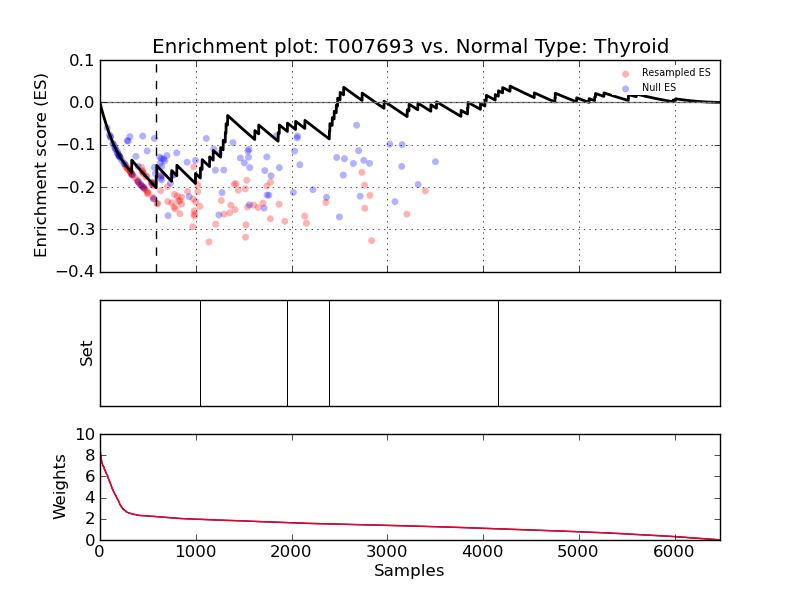 Enrichment plot: T007693 vs. Normal Type: Thyroid
Enrichment score (ES)
0.1
0.0
−0.1
−0.2
−0.3
−0.4
Resampled ES
Null ES
Set
Weights
10
8
6
4
2
0
0 1000 2000 3000 4000 5000 6000
Samples